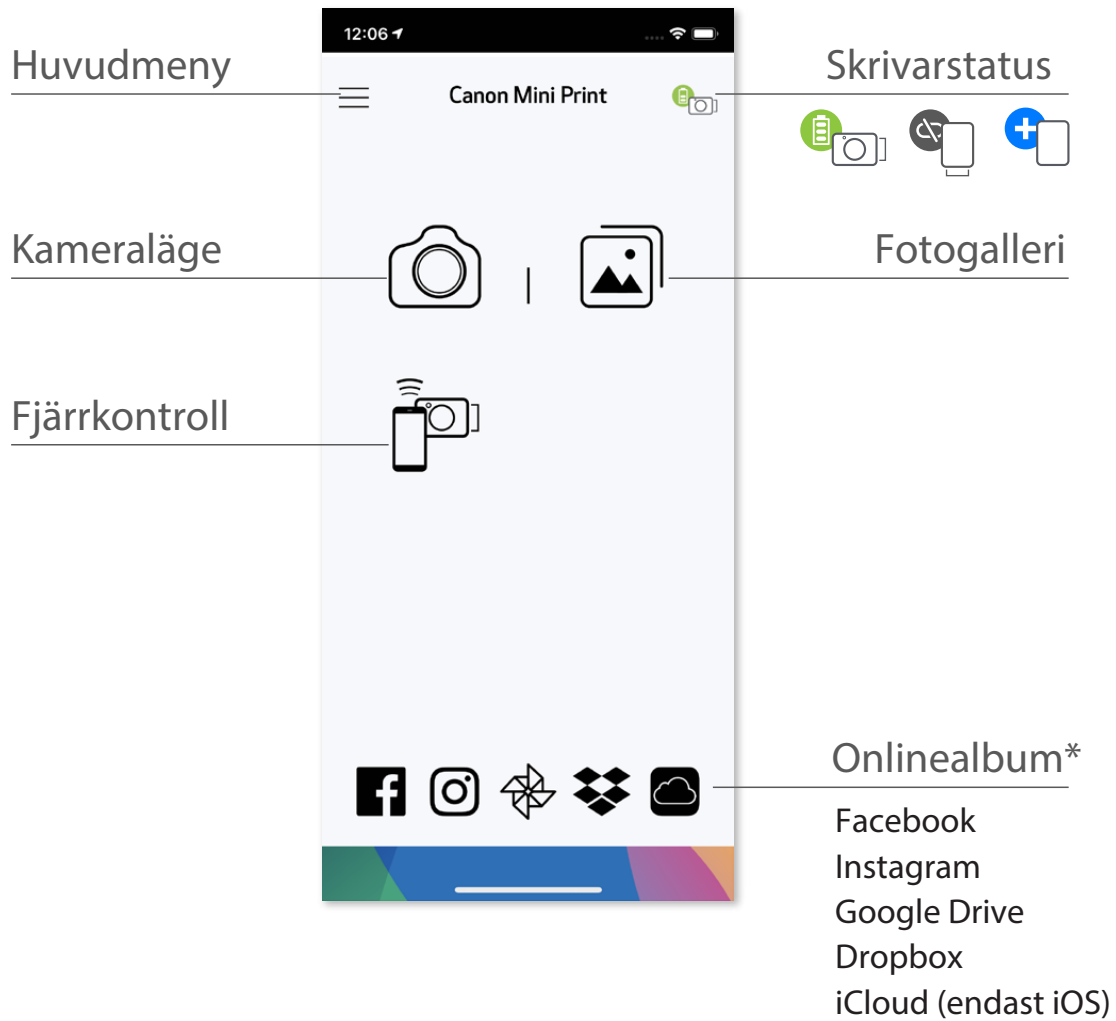 12:06
Huvudmeny
Canon Mini Print
Skrivarstatus
Kameraläge
Fotogalleri
Fjärrkontroll
Onlinealbum*
Facebook
Instagram
Google Drive
Dropbox
iCloud (endast iOS)